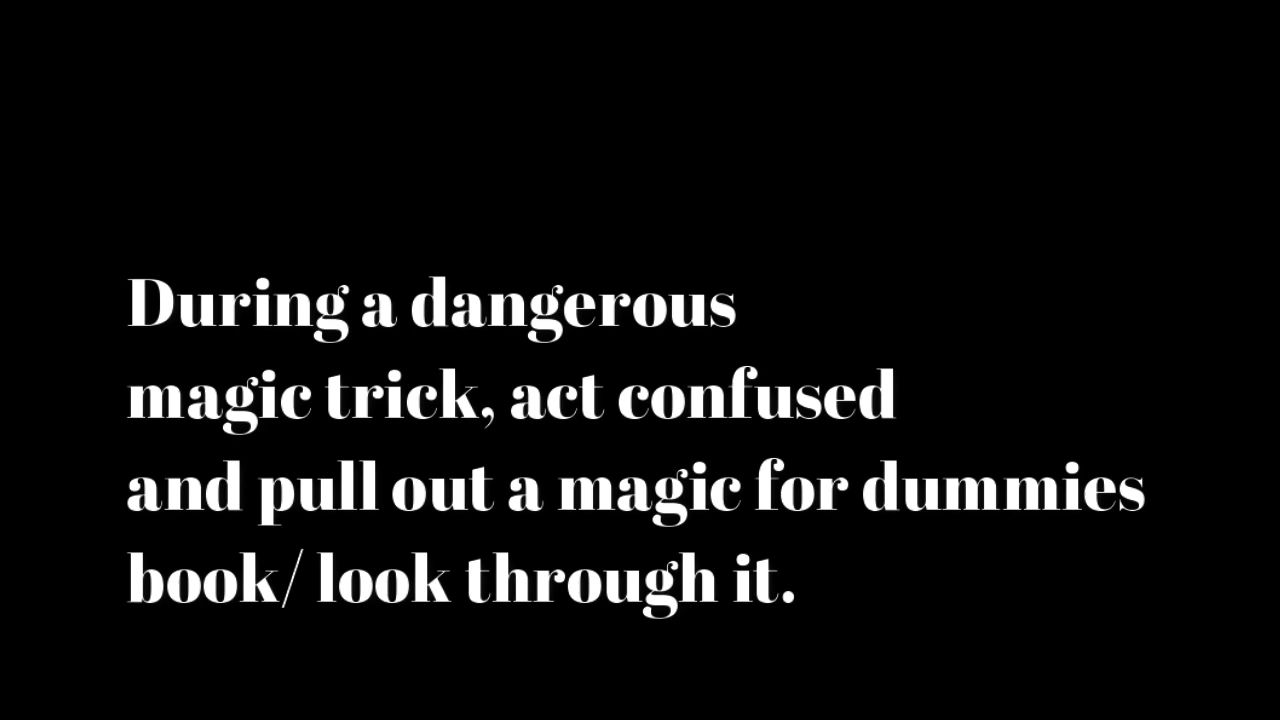 During a dangerous
magic trick, act confused
and pull out a magic for dummies
book/ look through it.